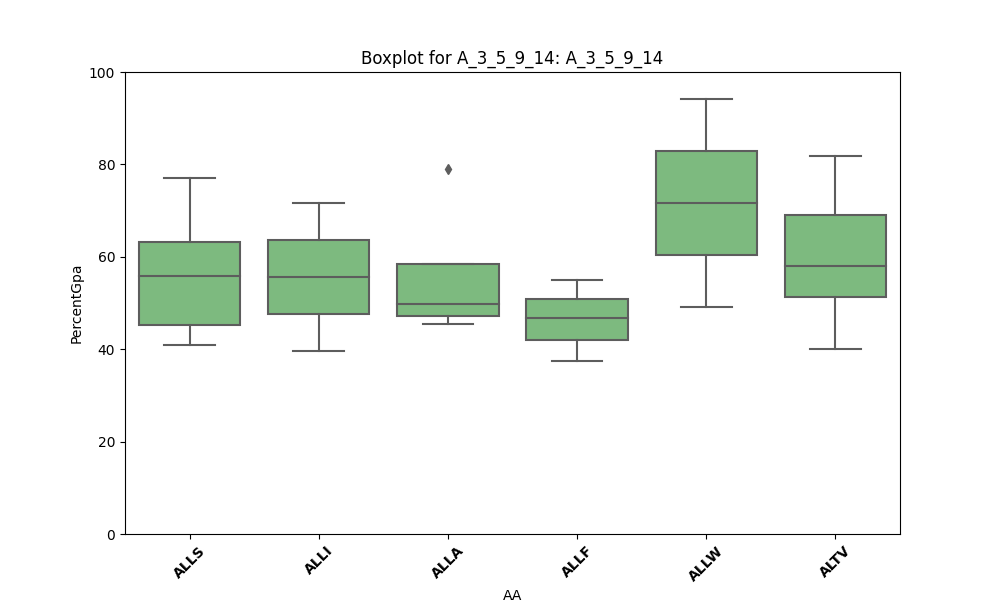 Boxplot for A_3_5_9_14: A_3_5_9_14
100
80
60
40
20
0
PercentGpa
ALLS
ALLI
ALLA
ALLF
ALLW
ALTV
AA